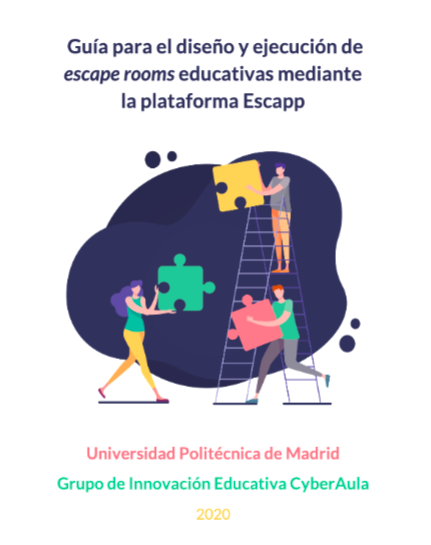 Guía para el diseño y ejecución de
escape rooms educativas mediante
la plataforma Escapp
Universidad Politécnica de Madrid
Grupo de Innovación Educativa CyberAula
2020